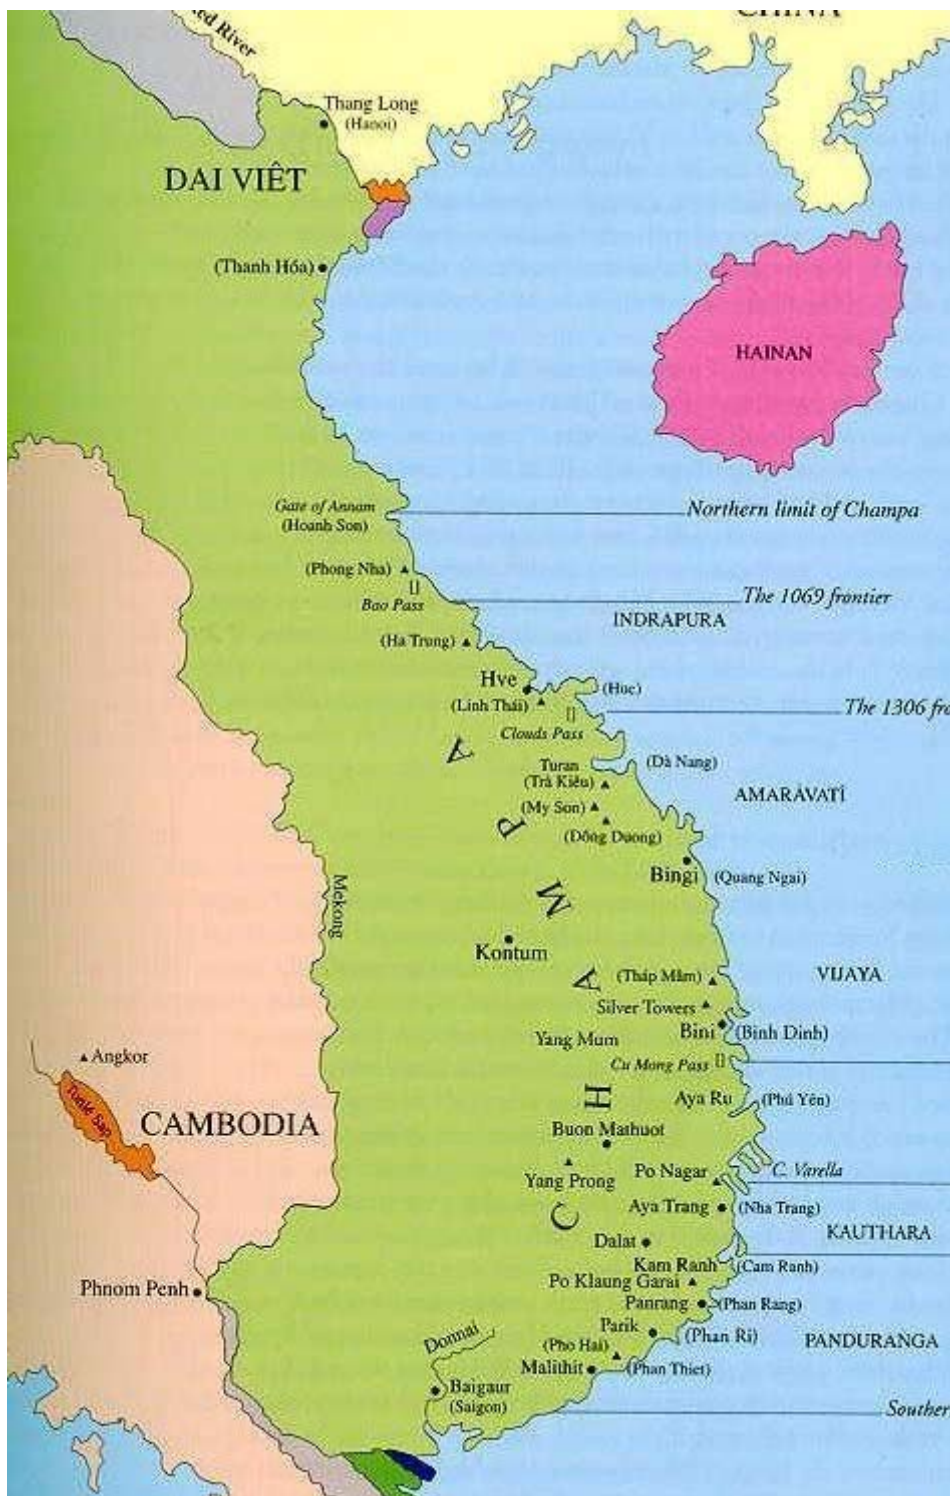 CHINA
Red River
Thang Long
(Hanoi)
DAI VIÊT
(Thanh Hóa)
HAINAN
Gate of Annam
(Hoanh Son)
Northern limit of Champa
(Phong Nha)
Bao Pass
The 1069 frontier
INDRAPURA
(Ha Trung)
Hve
(Hue)
(Linh Thái)
The 1306 fro
Clouds Pass
Turan
(Dà Nang)
(Trà Kiêu)
AMARAVATI
(My Son)
(Dông Duong)
Bingi
(Quang Ngai)
Mekong
Kontum
(Tháp Mâm)
VIJAYA
Silver Towers
Bini
(Binh Dinh)
Yang Mum
Cu Mong Pass
Angkor
Tonlé Sap
CAMBODIA
Aya Ru
(Phú Yên)
Buon Mathuot
Yang Prong
Po Nagar
C. Varella
Aya Trang
(Nha Trang)
KAUTHARA
Dalat
Kam Ranh
(Cam Ranh)
Po Klaung Garai
Phnom Penh
Panrang
(Phan Rang)
Parik
(Phan Ri)
PANDURANGA
Donnai
(Pho Hai)
Malithit
(Phan Thiet)
Baigaur
(Saigon)
Souther
CHAMPA